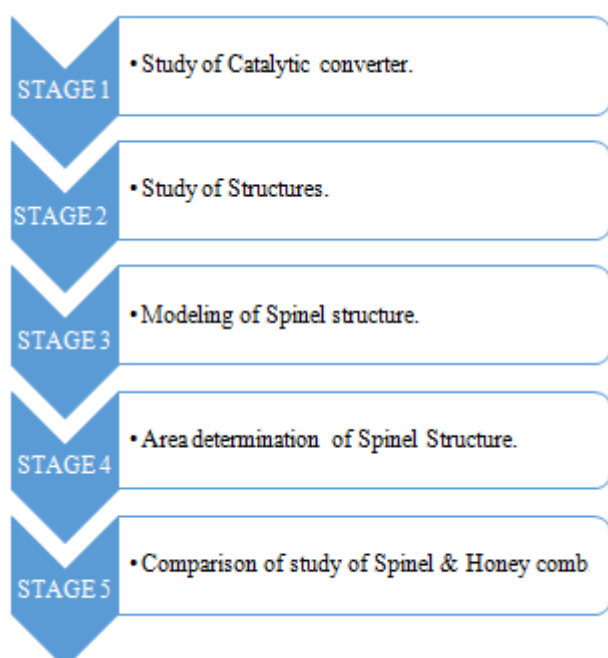 STAGE 1
• Study of Catalytic converter.
STAGE 2
• Study of Structures.
STAGE 3
• Modeling of Spinel structure.
STAGE 4
• Area determination of Spinel Structure.
STAGE 5
• Comparison of study of Spinel & Honey comb